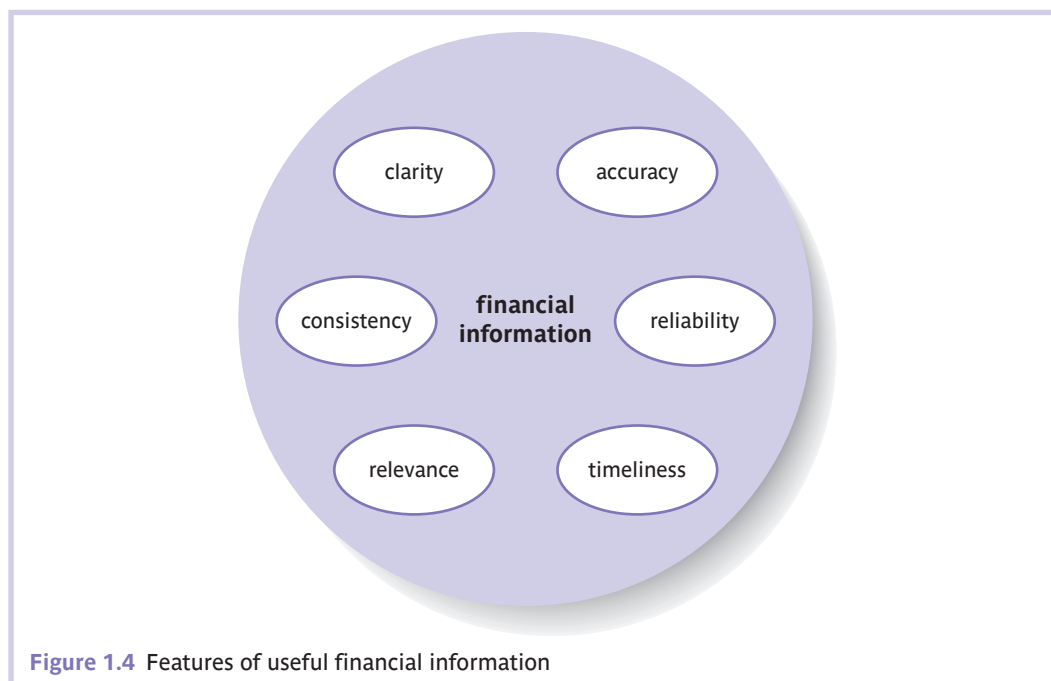 clarity
accuracy
consistency
financial
information
reliability
relevance
timeliness
Figure 1.4 Features of useful financial information